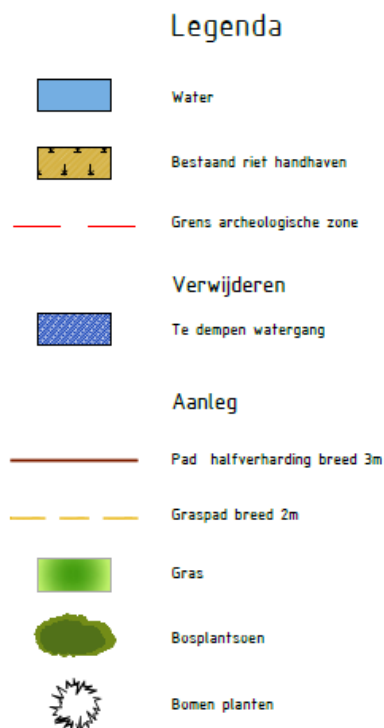 Legenda
Water
Bestaand riet handhaven
Grens archeologische zone
Verwijderen
Te dempen watergang
Aanleg
Pad halfverharding breed 3m
Graspad breed 2m
Gras
Bosplantsoen
Bomen planten